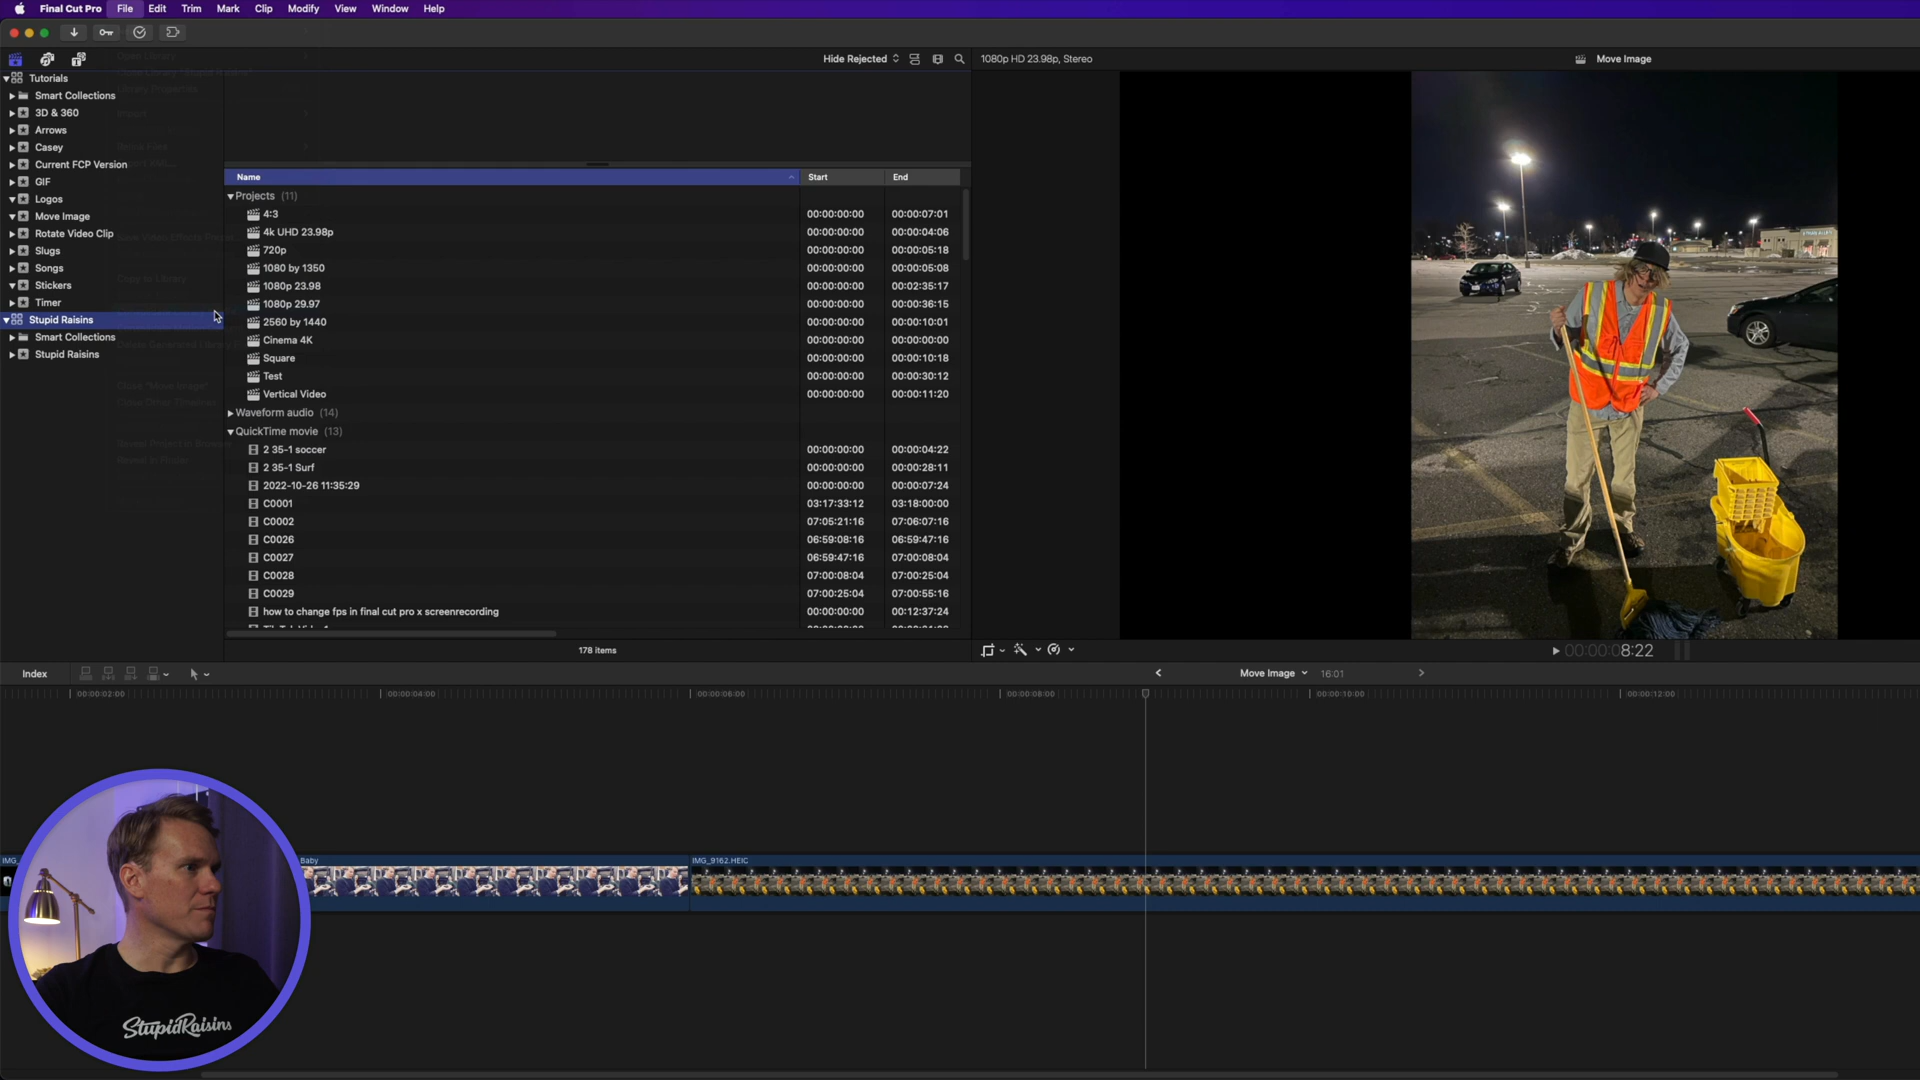 Final Cut Pro File Edit Trim Mark Clip Modify View Window Help
Hide Rejected
1080p HD 23.98p, Stereo
Move Image
Tutorials
Smart Collections
3D & 360
Arrows
Casey
Current FCP Version
GIF
Logos
Move Image
Rotate Video Clip
Slugs
Songs
Stickers
Timer
Stupid Raisins
Smart Collections
Stupid Raisins
Name Start End
Projects (11)
4:3 00:00:00:00 00:00:07:01
4k UHD 23.98p 00:00:00:00 00:00:04:06
720p 00:00:00:00 00:00:05:18
1080 by 1350 00:00:00:00 00:00:05:08
1080p 23.98 00:00:00:00 00:02:35:17
1080p 29.97 00:00:00:00 00:00:36:15
2560 by 1440 00:00:00:00 00:00:10:01
Cinema 4K 00:00:00:00 00:00:00:00
Square 00:00:00:00 00:00:10:18
Test 00:00:00:00 00:00:30:12
Vertical Video 00:00:00:00 00:00:11:20
Waveform audio (14)
QuickTime movie (13)
2 35-1 soccer 00:00:00:00 00:00:04:22
2 35-1 Surf 00:00:00:00 00:00:28:11
2022-10-26 11:35:29 00:00:00:00 00:00:07:24
C0001 03:17:33:12 03:18:00:00
C0002 07:05:21:16 07:06:07:16
C0026 06:59:08:16 06:59:47:16
C0027 06:59:47:16 07:00:08:04
C0028 07:00:08:04 07:00:25:04
C0029 07:00:25:04 07:00:55:16
how to change fps in final cut pro x screenrecording 00:00:00:00 00:12:37:24
178 items
00:00:08:22
Index
Move Image 16:01
00:00:02:00 00:00:04:00 00:00:06:00 00:00:08:00 00:00:10:00 00:00:12:00
IMG_ Baby IMG_9162.HEIC
StupidRaisins